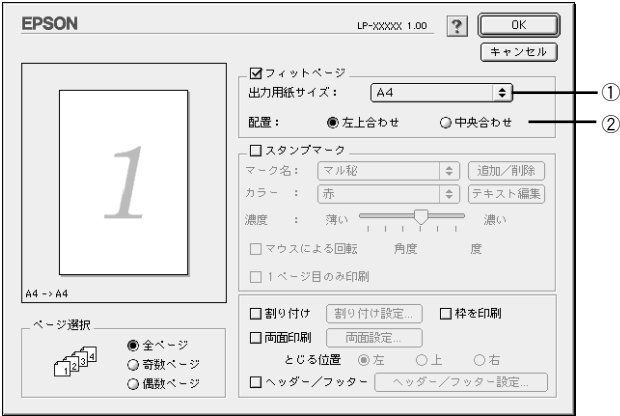 EPSON
LP-XXXXX 1.00
?
OK
キャンセル
フィットページ
出力用紙サイズ： A4
①
配置： 左上合わせ 中央合わせ
②
1
A4 -> A4
スタンプマーク
マーク名： マル秘 追加／削除
カラー ： 赤 テキスト編集
濃度 ： 薄い 濃い
マウスによる回転 角度 度
1ページ目のみ印刷
ページ選択
1 2 3 4
全ページ
奇数ページ
偶数ページ
割り付け 割り付け設定... 枠を印刷
両面印刷 両面設定...
とじる位置 左 上 右
ヘッダー／フッター ヘッダー／フッター設定...